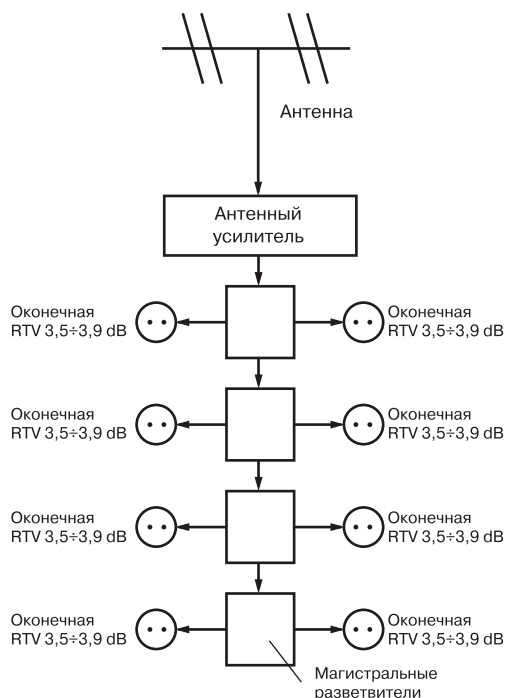 Антенна
Антенный
усилитель
Оконечная
RTV 3,5÷3,9 dB
Оконечная
RTV 3,5÷3,9 dB
Оконечная
RTV 3,5÷3,9 dB
Оконечная
RTV 3,5÷3,9 dB
Оконечная
RTV 3,5÷3,9 dB
Оконечная
RTV 3,5÷3,9 dB
Оконечная
RTV 3,5÷3,9 dB
Оконечная
RTV 3,5÷3,9 dB
Магистральные
разветвители